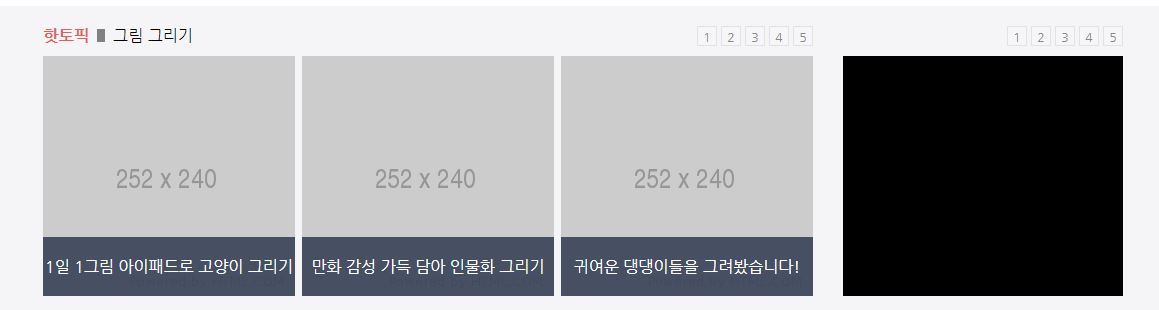 핫토픽 그림 그리기
1 2 3 4 5
1 2 3 4 5
252 x 240
252 x 240
252 x 240
1일 1그림 아이패드로 고양이 그리기
만화 감성 가득 담아 인물화 그리기
귀여운 댕댕이들을 그려봤습니다!